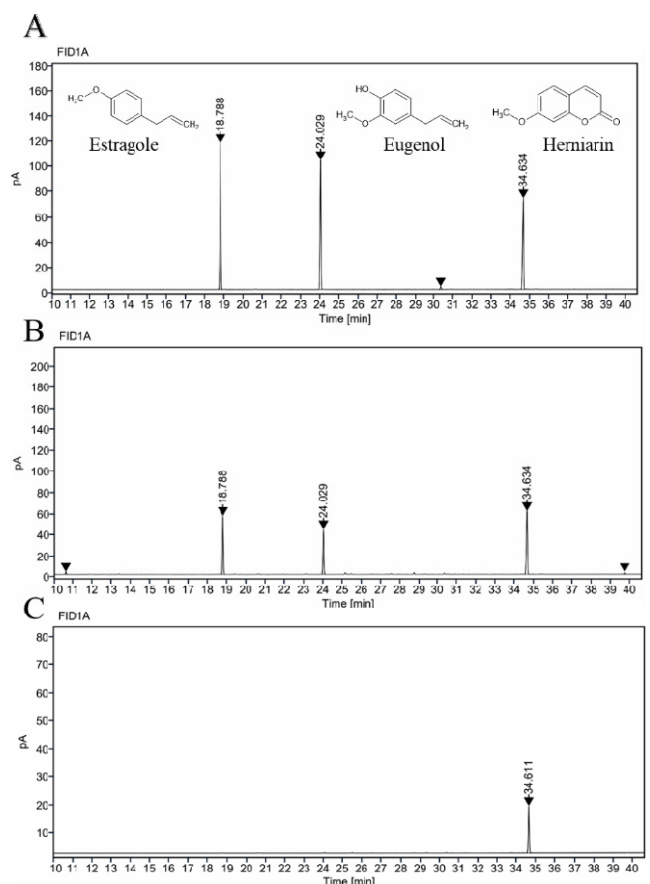 A
FID1A
180
160
140
120
100
80
60
40
20
0
pA
H₃C
O
18.788
Estragole
24.029
HO
H₃C
O
CH₂
Eugenol
34.634
H₃C
O
O
O
Herniarin
CH₂
10 11 12 13 14 15 16 17 18 19 20 21 22 23 24 25 26 27 28 29 30 31 32 33 34 35 36 37 38 39 40
Time [min]
B
FID1A
200
180
160
140
120
100
80
60
40
20
0
pA
18.788
24.029
34.634
10 11 12 13 14 15 16 17 18 19 20 21 22 23 24 25 26 27 28 29 30 31 32 33 34 35 36 37 38 39 40
Time [min]
C
FID1A
80
70
60
50
40
30
20
10
pA
34.611
10 11 12 13 14 15 16 17 18 19 20 21 22 23 24 25 26 27 28 29 30 31 32 33 34 35 36 37 38 39 40
Time [min]